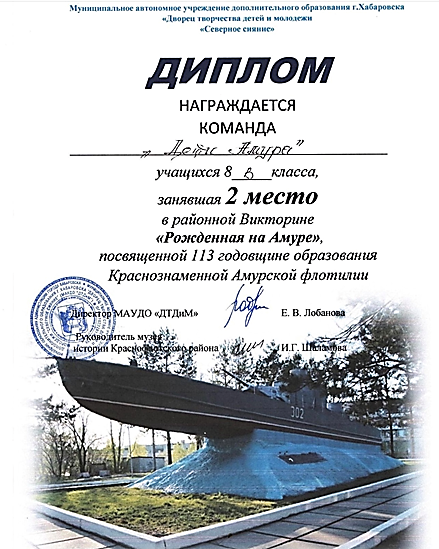 Муниципальное автономное учреждение дополнительного образования г.Хабаровска
«Дворец творчества детей и молодежи
«Северное сияние»
ДИПЛОМ
НАГРАЖДАЕТСЯ
КОМАНДА
„Дети Амура”
учащихся 8 В класса,
занявшая 2 место
в районной Викторине
«Рожденная на Амуре»,
посвященной 113 годовщине образования
Краснознаменной Амурской флотилии
Директор МАУДО «ДТДиМ» Е. В. Лобанова
Руководитель музея
истории Краснофлотского района И.Г. Шаламова
302